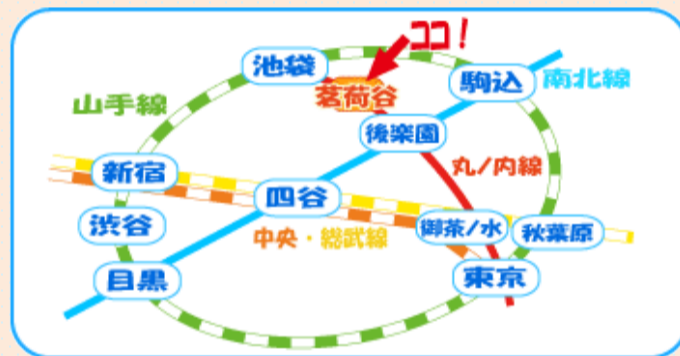 ココ！
池袋
茗荷谷
駒込
南北線
山手線
後楽園
丸ノ内線
新宿
四谷
渋谷
中央・総武線
御茶ノ水
秋葉原
目黒
東京